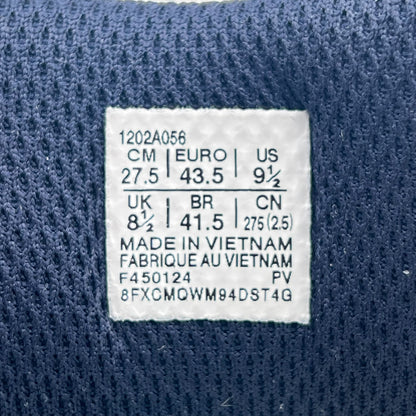 1202A056
CM | EURO | US
27.5 | 43.5 | 9½
UK | BR | CN
8½ | 41.5 | 275(2.5)
MADE IN VIETNAM
FABRIQUE AU VIETNAM
F450124 PV
8FXCMQWM94DST4G